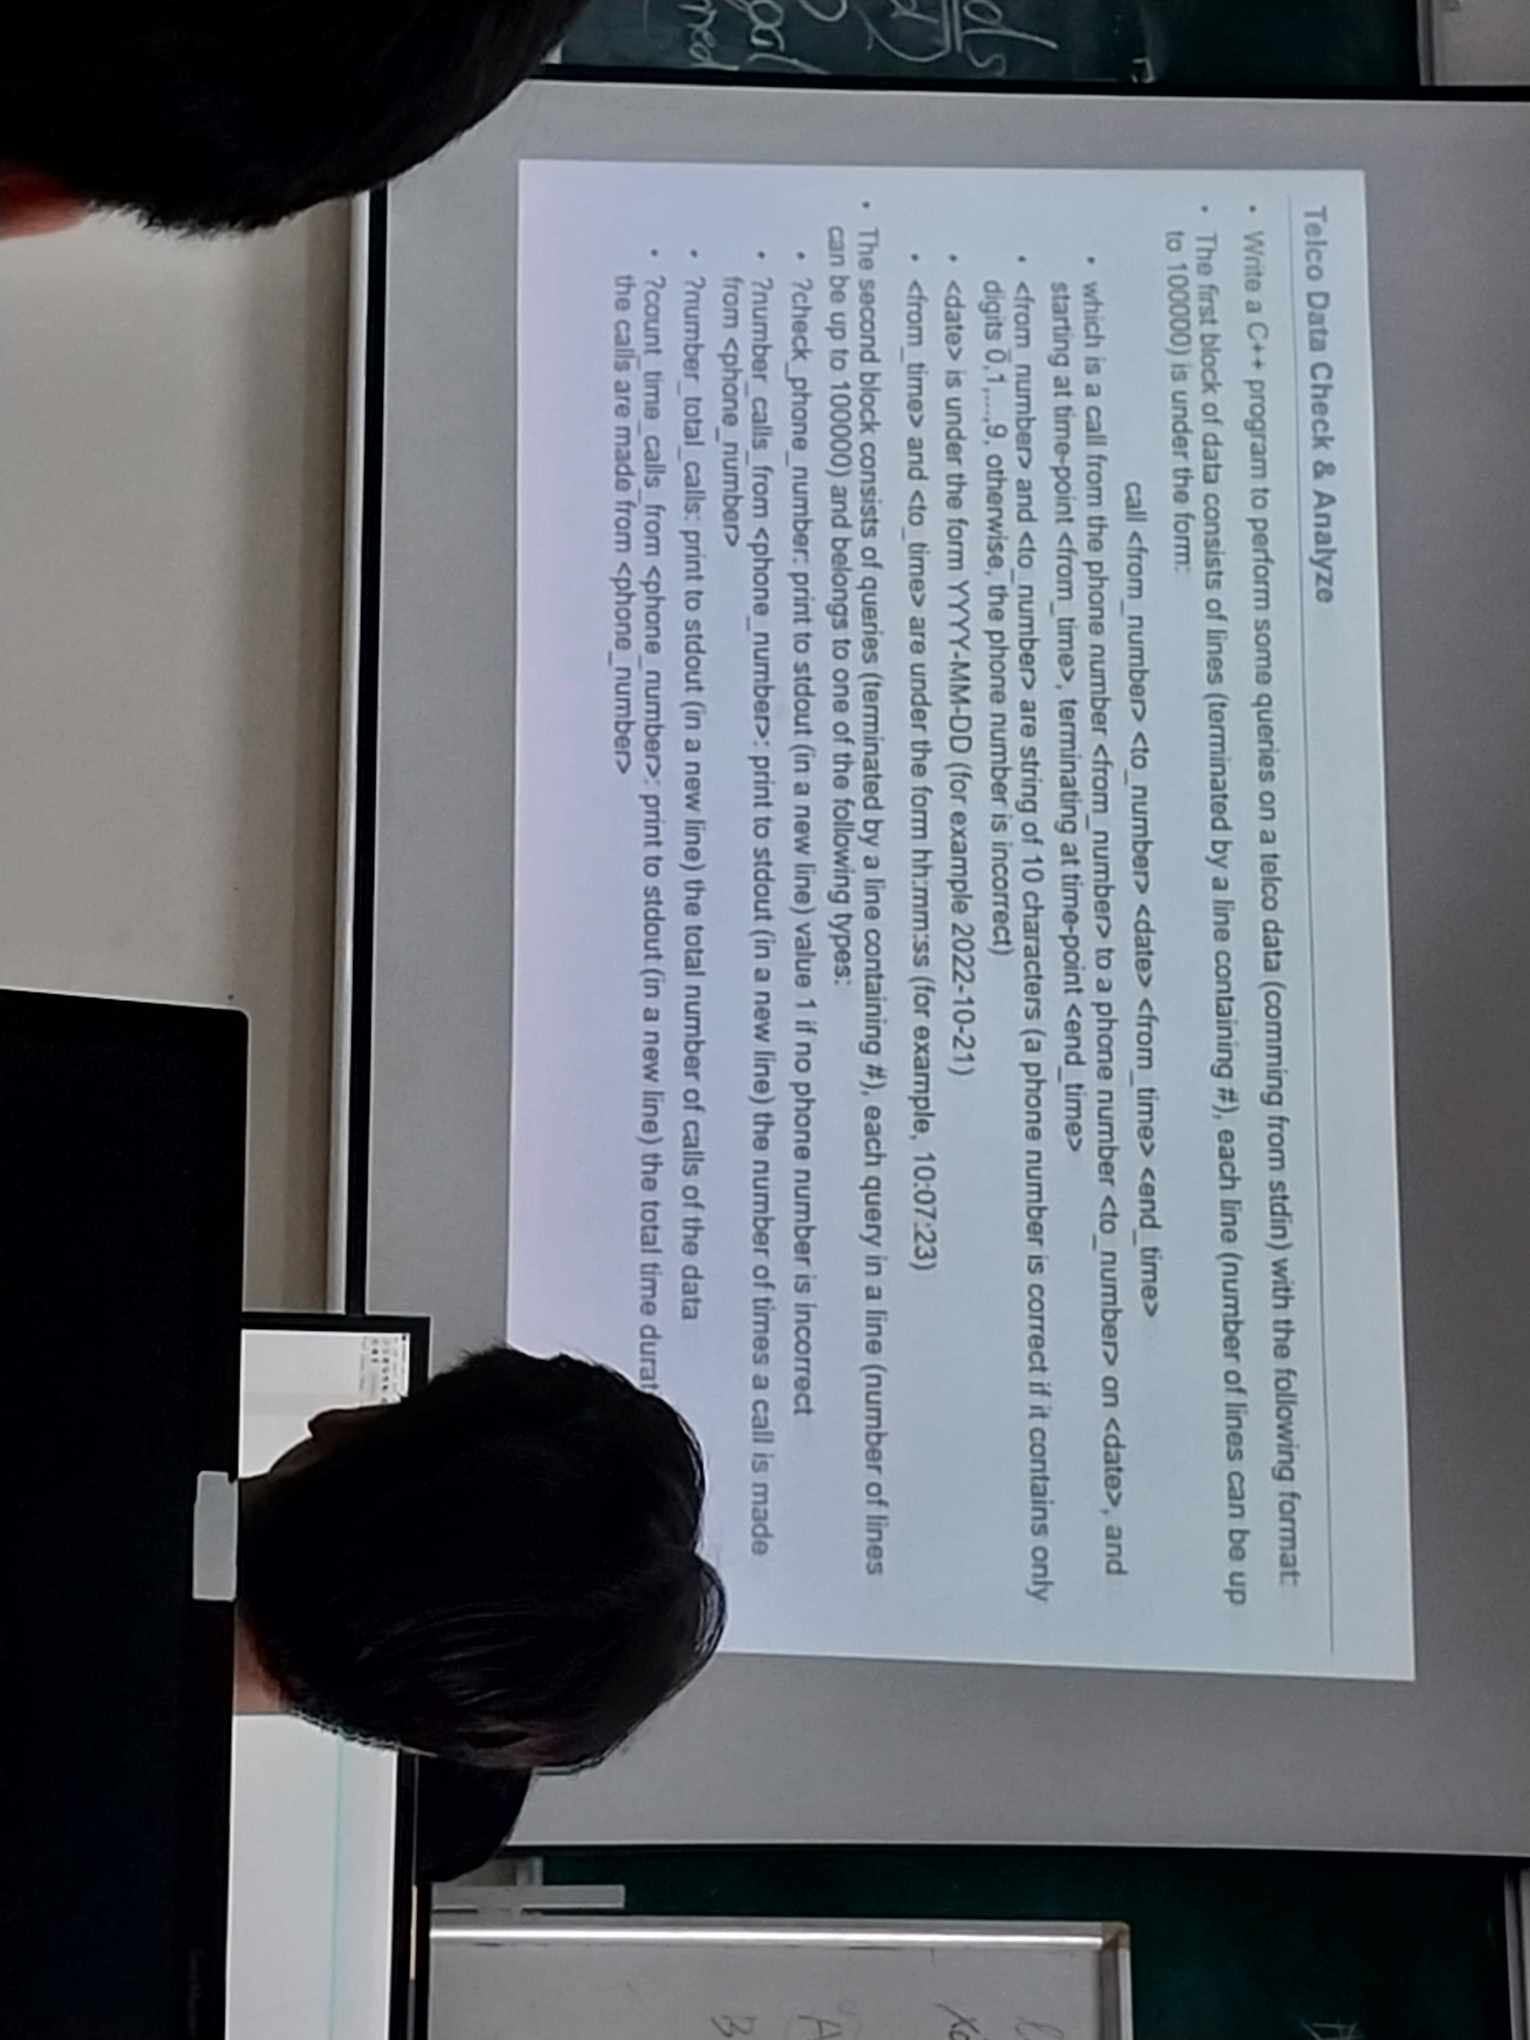 Telco Data Check & Analyze
• Write a C++ program to perform some queries on a telco data (comming from stdin) with the following format:
• The first block of data consists of lines (terminated by a line containing #), each line (number of lines can be up
to 100000) is under the form:
call <from_number> <to_number> <date> <from_time> <end_time>
• which is a call from the phone number <from_number> to a phone number <to_number> on <date>, and
starting at time-point <from_time>, terminating at time-point <end_time>
• <from_number> and <to_number> are string of 10 characters (a phone number is correct if it contains only
digits 0,1,...,9, otherwise, the phone number is incorrect)
• <date> is under the form YYYY-MM-DD (for example 2022-10-21)
• <from_time> and <to_time> are under the form hh:mm:ss (for example, 10:07:23)
• The second block consists of queries (terminated by a line containing #), each query in a line (number of lines
can be up to 100000) and belongs to one of the following types:
• ?check_phone_number: print to stdout (in a new line) value 1 if no phone number is incorrect
• ?number_calls_from <phone_number>: print to stdout (in a new line) the number of times a call is made
from <phone_number>
• ?number_total_calls: print to stdout (in a new line) the total number of calls of the data
• ?count_time_calls_from <phone_number>: print to stdout (in a new line) the total time durat
the calls are made from <phone_number>
A
B